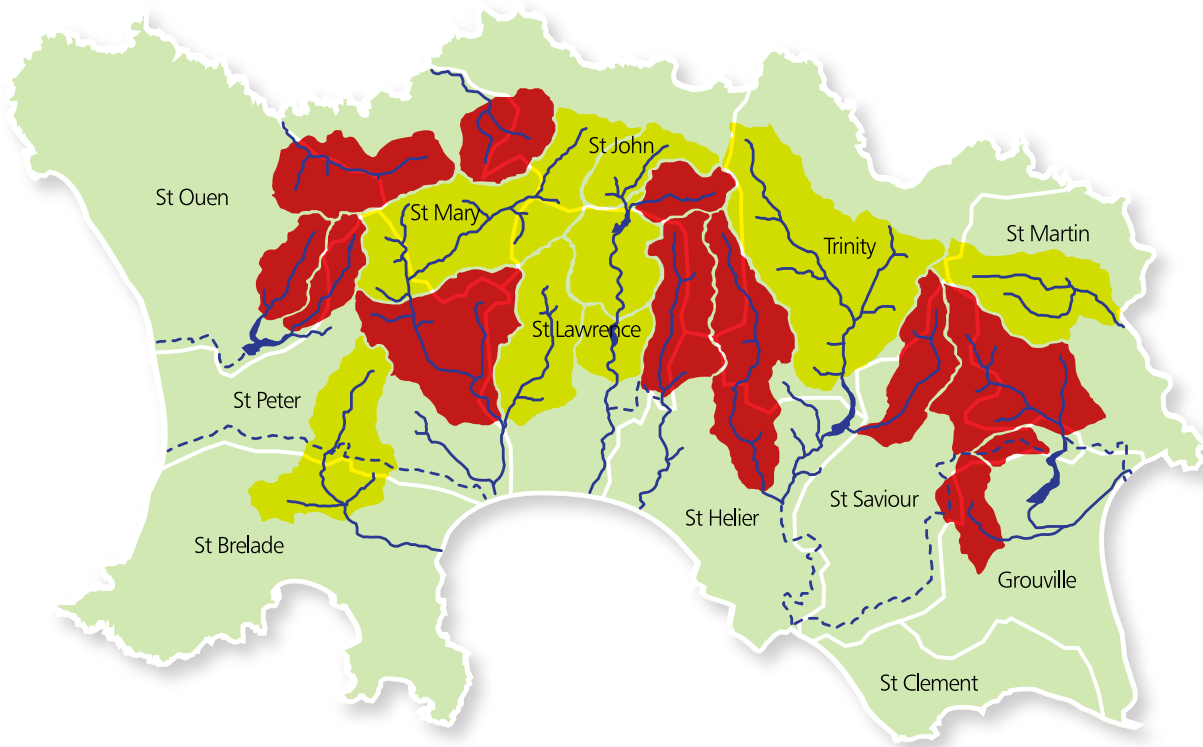 St John
St Ouen
St Mary
St Martin
Trinity
St Lawrence
St Peter
St Saviour
St Helier
St Brelade
Grouville
St Clement